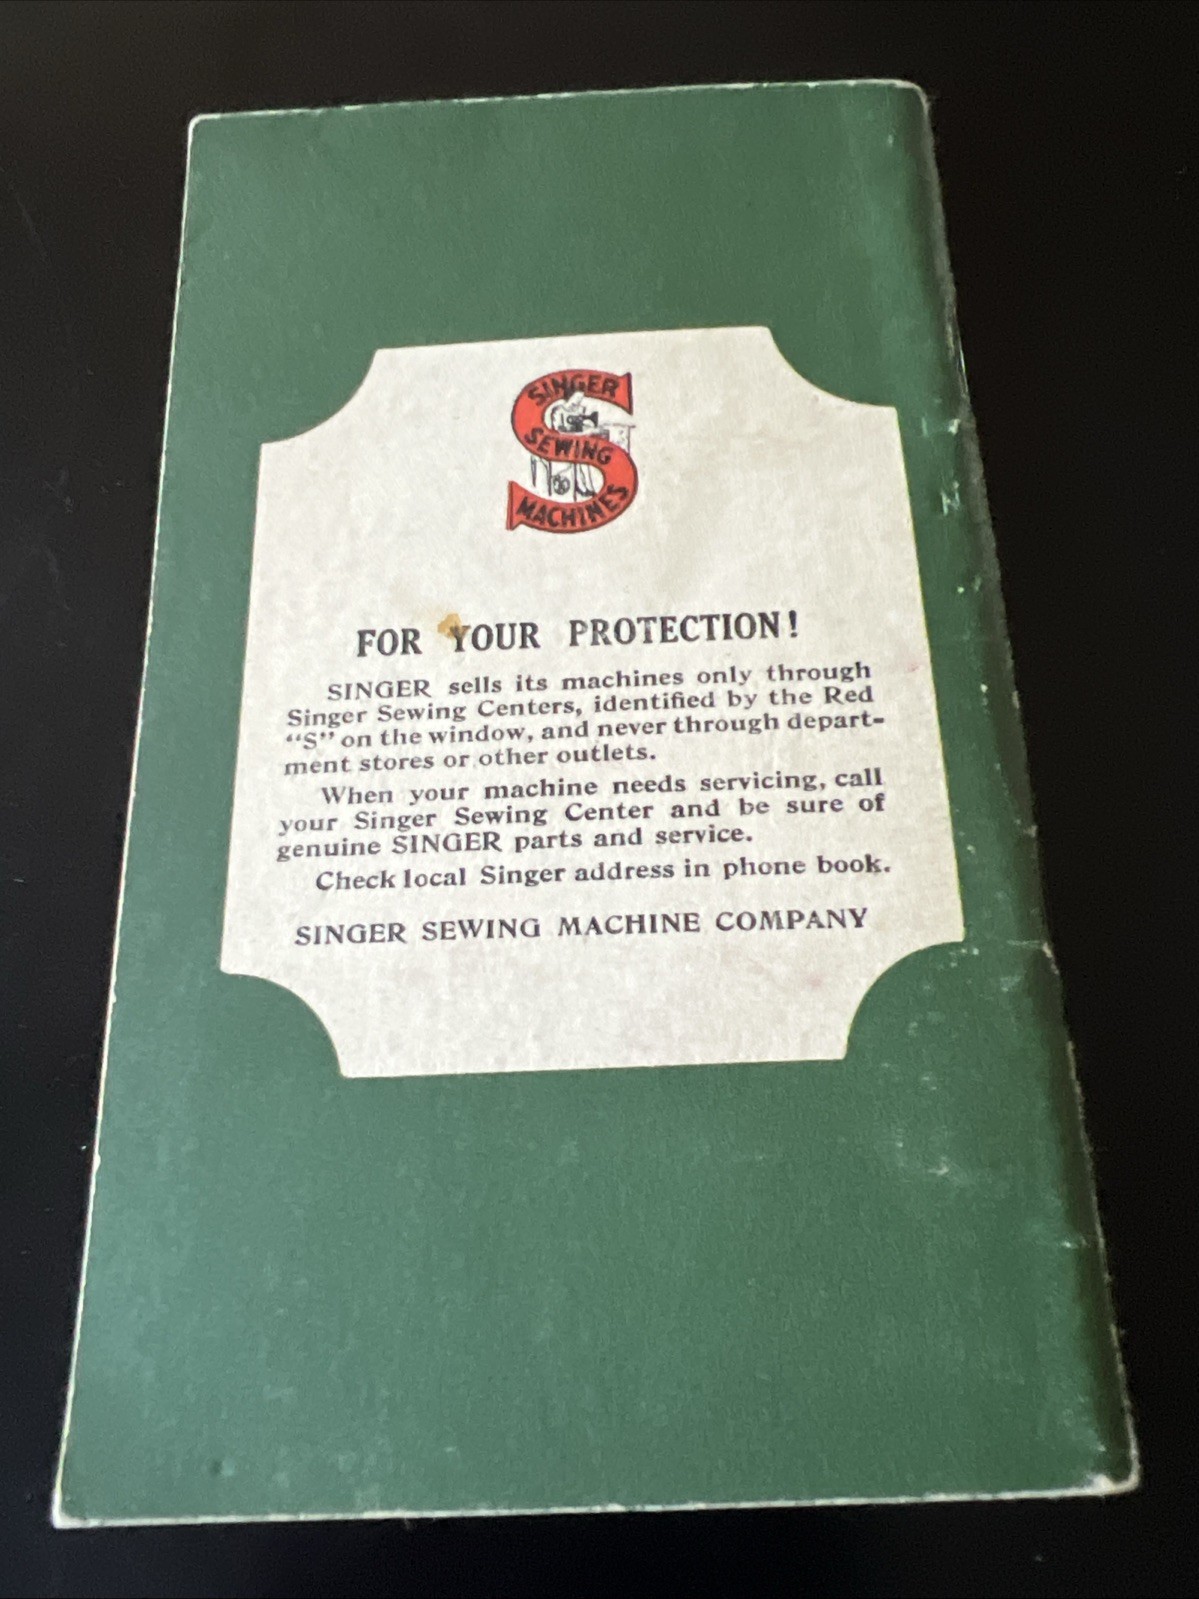 SINGER
SEWING
MACHINES
FOR YOUR PROTECTION!
SINGER sells its machines only through
Singer Sewing Centers, identified by the Red
"S" on the window, and never through depart-
ment stores or other outlets.
When your machine needs servicing, call
your Singer Sewing Center and be sure of
genuine SINGER parts and service.
Check local Singer address in phone book.
SINGER SEWING MACHINE COMPANY